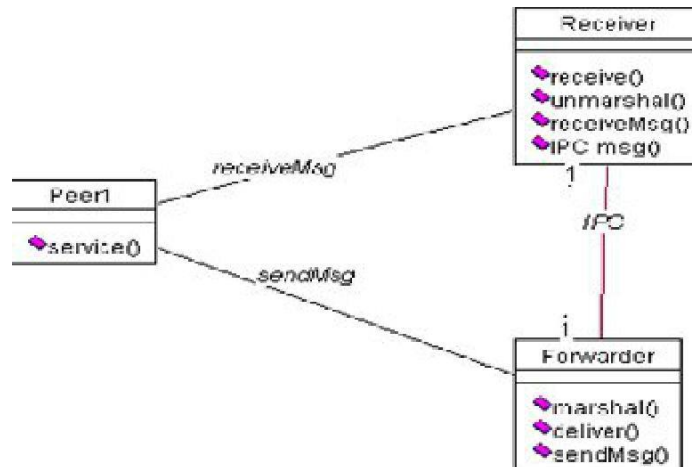 Receiver
receive()
unmarshal()
receiveMsg()
IPC msg()
1
receiveMsg
Peer1
service()
IPC
sendMsg
1
Forwarder
marshal()
deliver()
sendMsg()